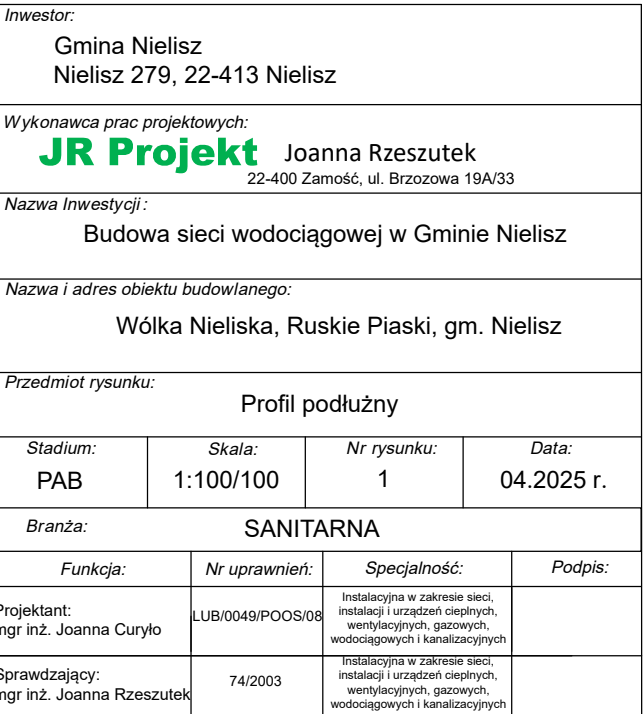 Inwestor:
Gmina Nielisz
Nielisz 279, 22-413 Nielisz
Wykonawca prac projektowych:
JR Projekt Joanna Rzeszutek
22-400 Zamość, ul. Brzozowa 19A/33
Nazwa Inwestycji:
Budowa sieci wodociągowej w Gminie Nielisz
Nazwa i adres obiektu budowlanego:
Wólka Nieliska, Ruskie Piaski, gm. Nielisz
Przedmiot rysunku:
Profil podłużny
Stadium: Skala: Nr rysunku: Data:
PAB 1:100/100 1 04.2025 r.
Branża: SANITARNA
Funkcja: Nr uprawnień: Specjalność: Podpis:
Projektant:
mgr inż. Joanna Curyło
LUB/0049/POOS/08
Instalacyjna w zakresie sieci,
instalacji i urządzeń cieplnych,
wentylacyjnych, gazowych,
wodociągowych i kanalizacyjnych
Sprawdzający:
mgr inż. Joanna Rzeszutek
74/2003
Instalacyjna w zakresie sieci,
instalacji i urządzeń cieplnych,
wentylacyjnych, gazowych,
wodociągowych i kanalizacyjnych